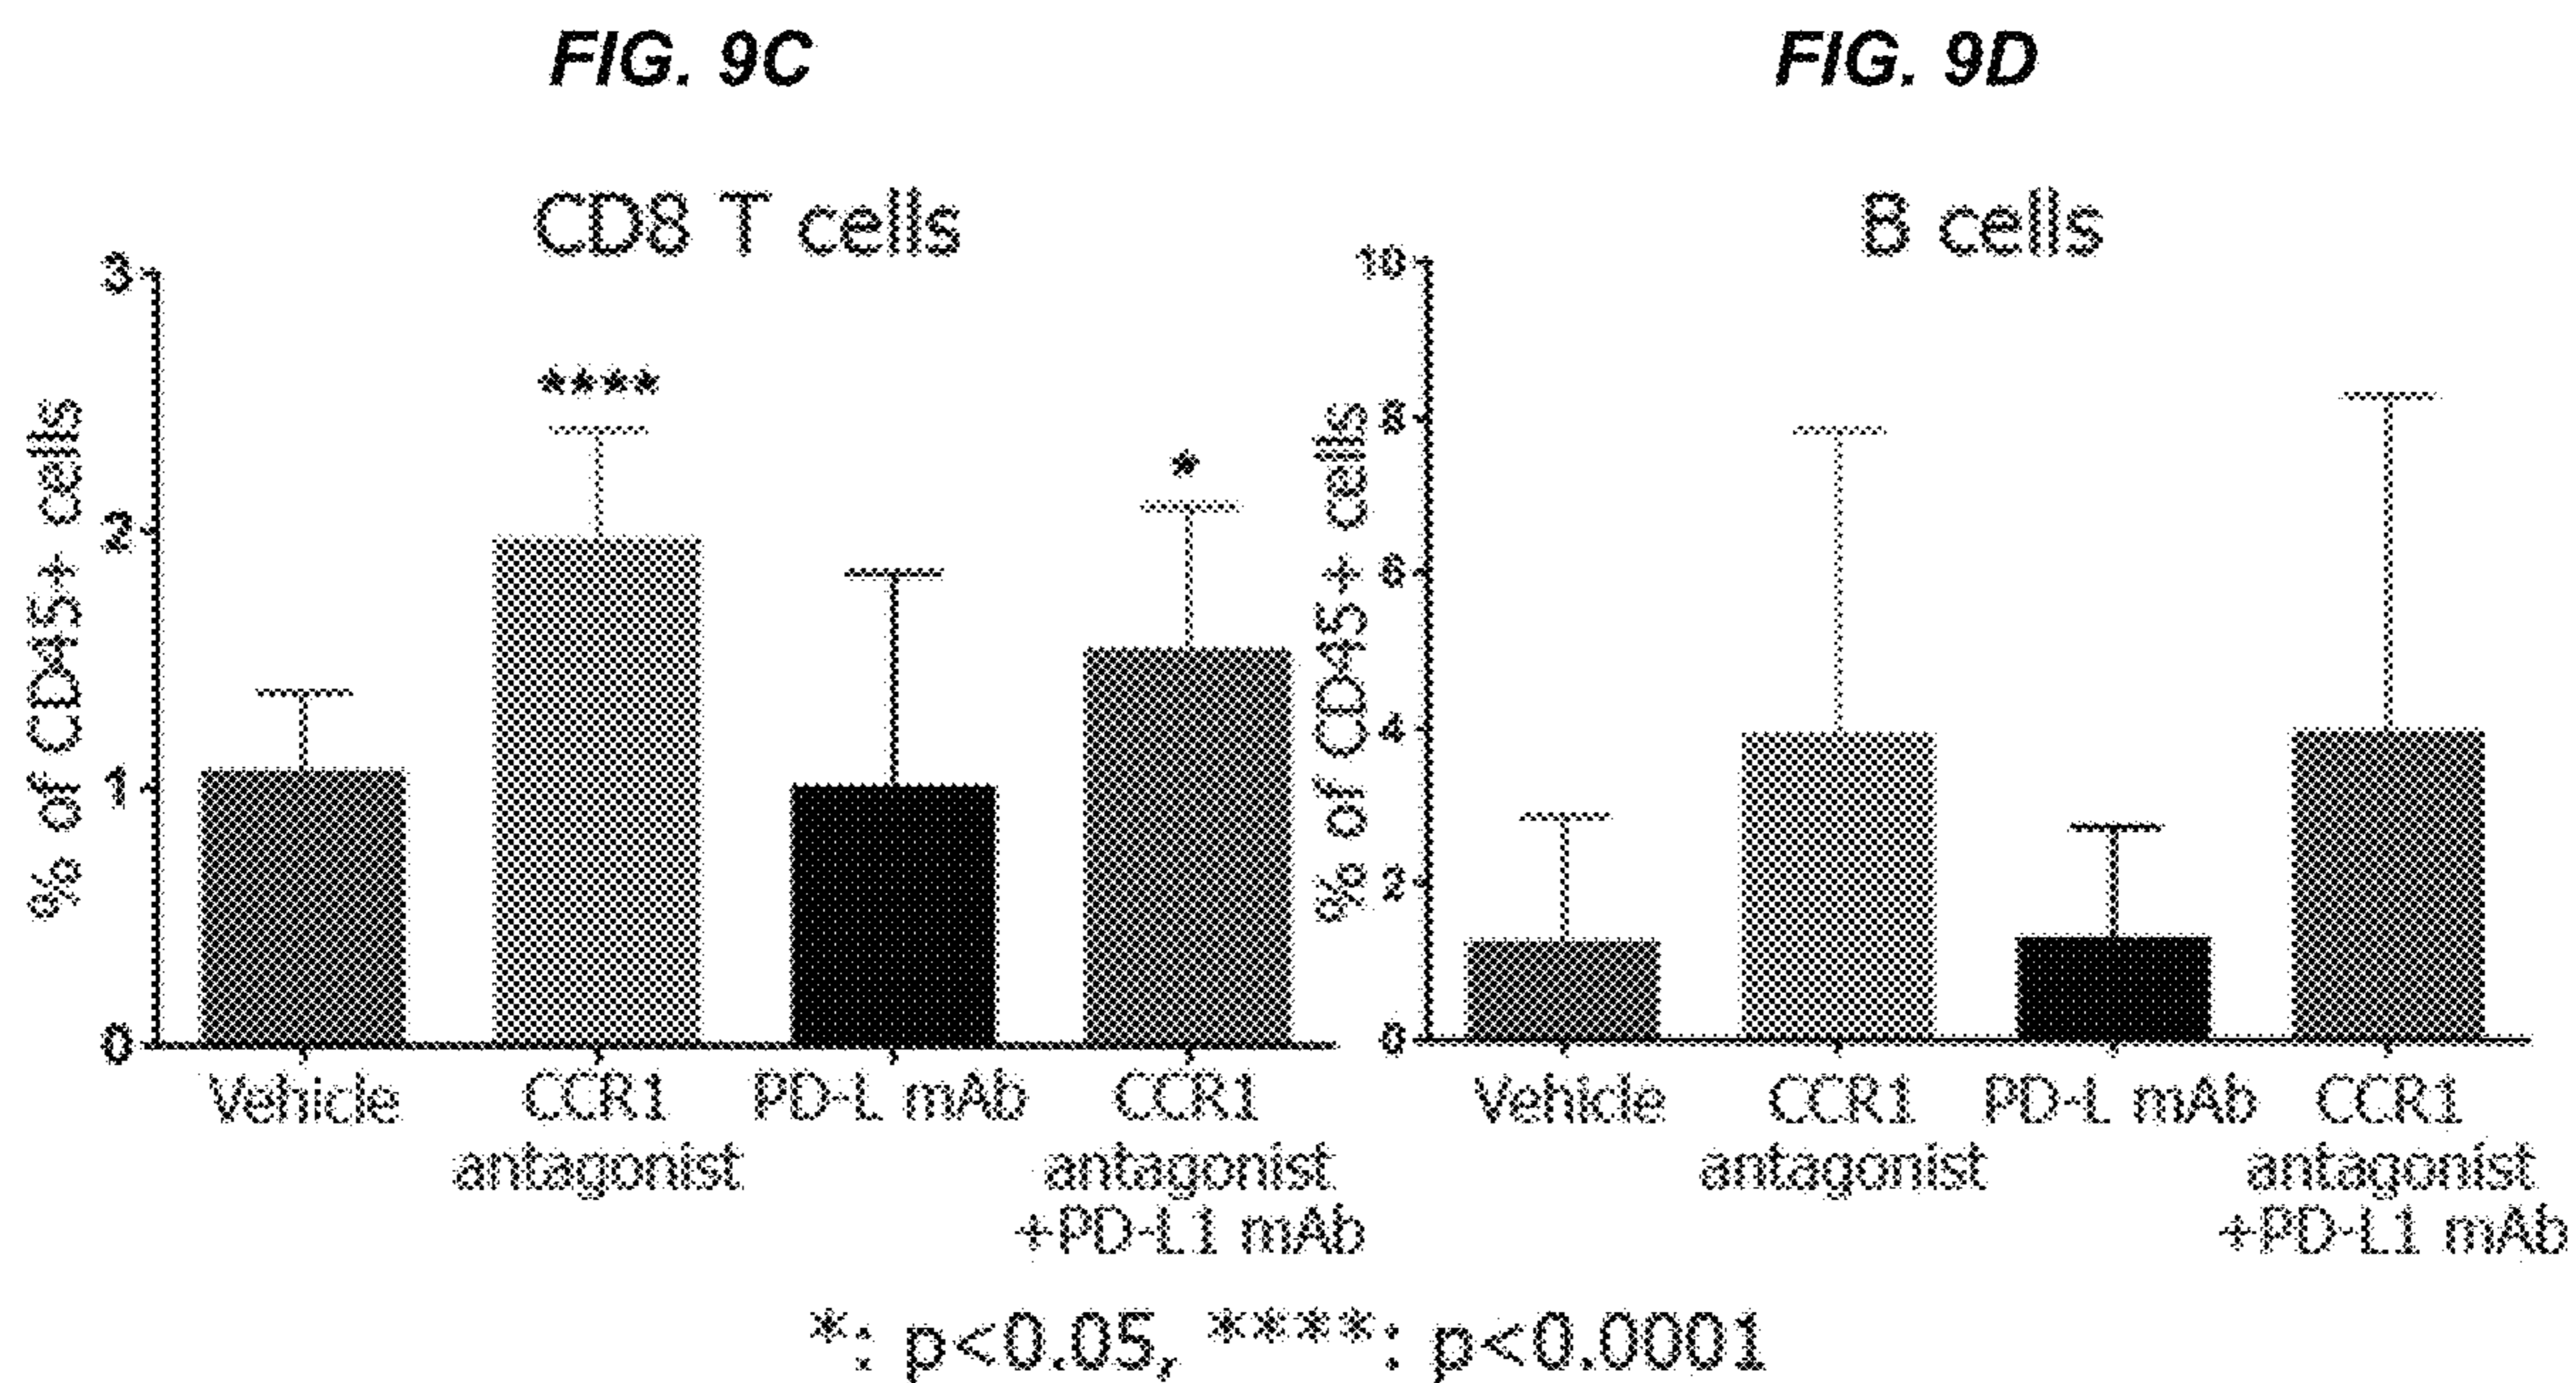 FIG. 9C
FIG. 9D
CD8 T cells
B cells
% of CD45+ cells
3
2
1
0
****
*
Vehicle
CCR1
antagonist
PD-L mAb
CCR1
antagonist
+PD-L1 mAb
% of CD45+ cells
10
8
6
4
2
0
Vehicle
CCR1
antagonist
PD-L mAb
CCR1
antagonist
+PD-L1 mAb
*: p<0.05, ****: p<0.0001